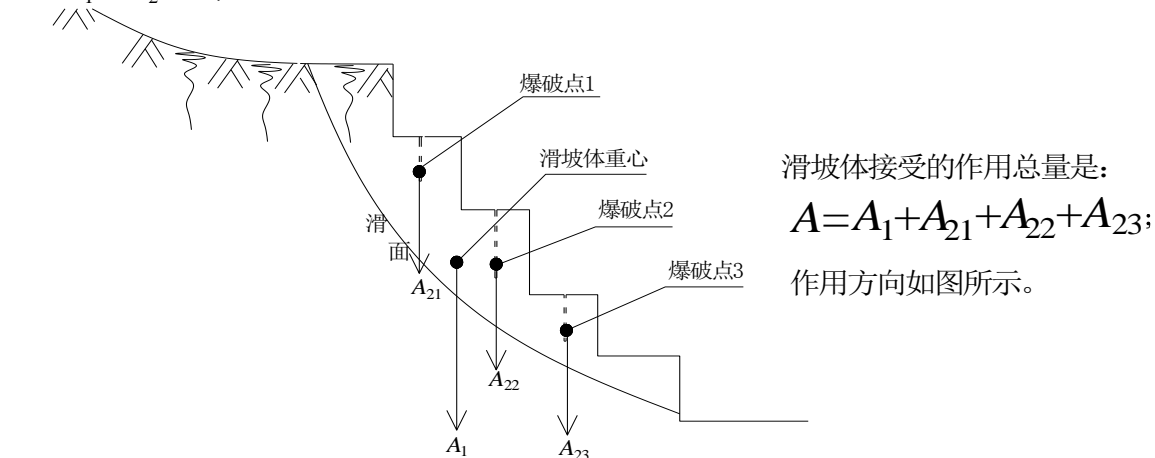 爆破点1
滑坡体重心
滑坡体接受的作用总量是：
爆破点2
A=A₁+A₂₁+A₂₂+A₂₃;
滑
面
爆破点3
作用方向如图所示。
A₂₁
A₂₂
A₁
A₂₃